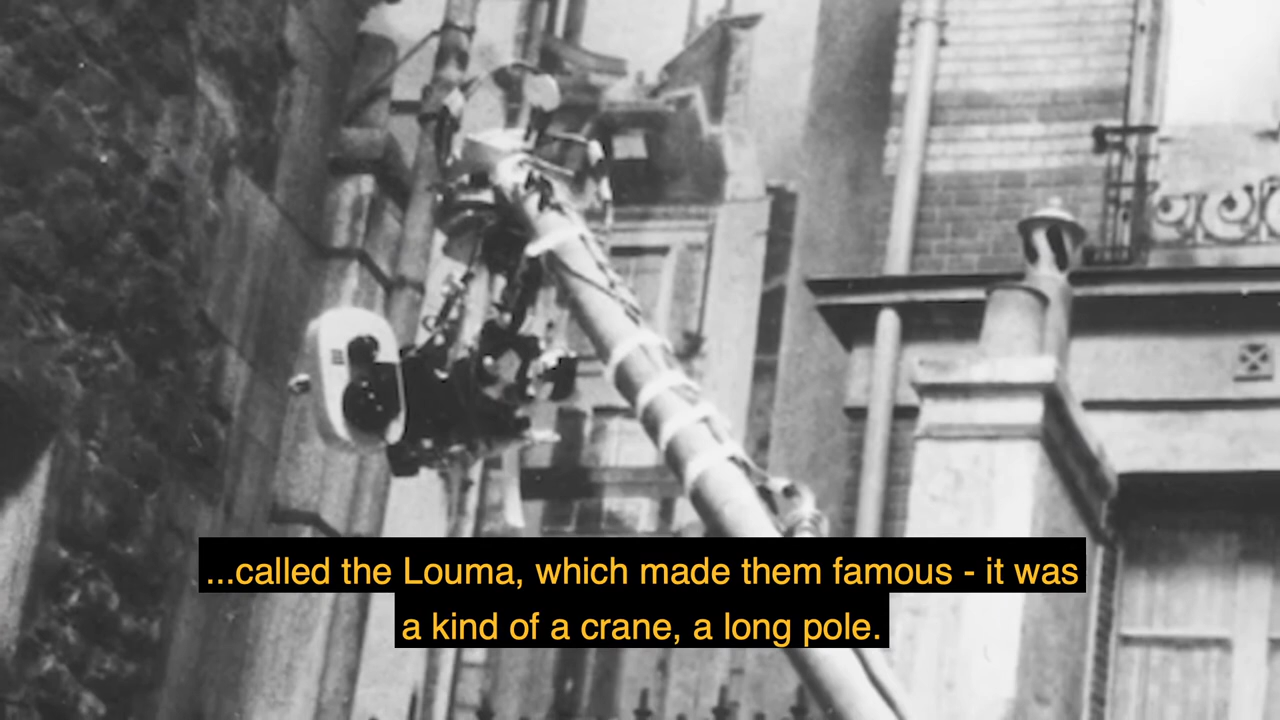 ...called the Louma, which made them famous - it was
a kind of a crane, a long pole.